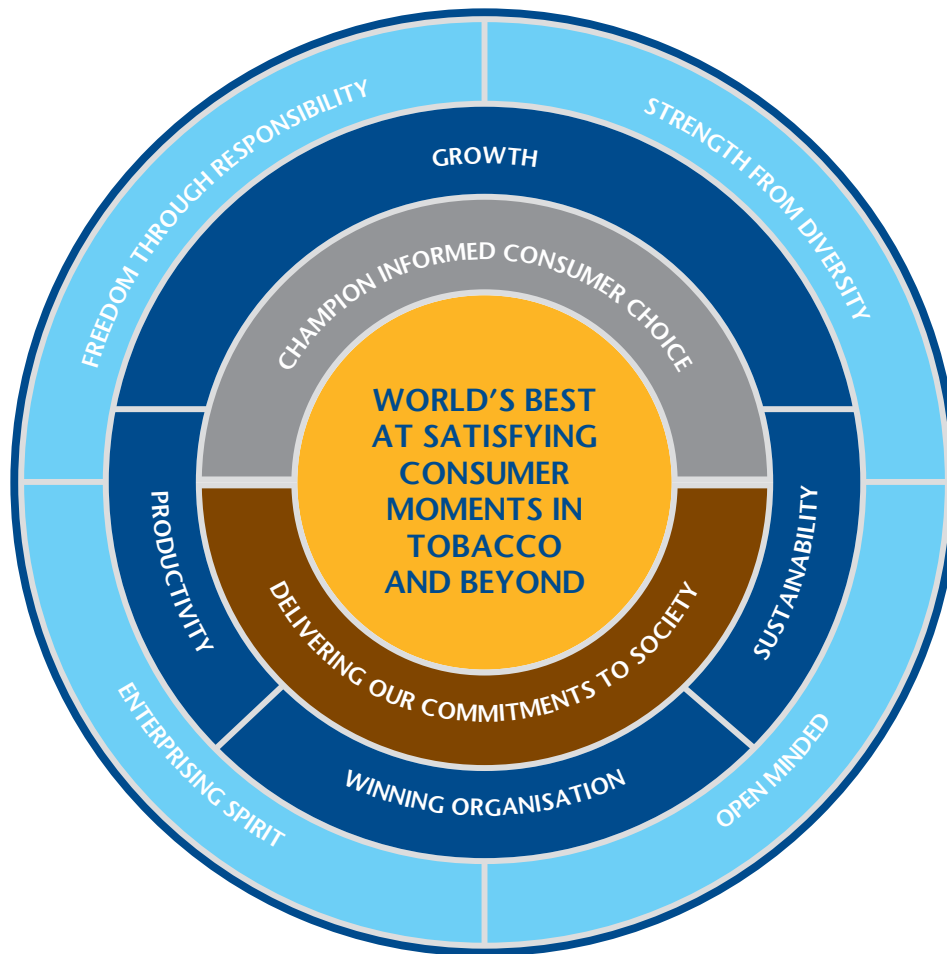 FREEDOM THROUGH RESPONSIBILITY
STRENGTH FROM DIVERSITY
GROWTH
CHAMPION INFORMED CONSUMER CHOICE
WORLD'S BEST
AT SATISFYING
CONSUMER
MOMENTS IN
TOBACCO
AND BEYOND
PRODUCTIVITY
SUSTAINABILITY
DELIVERING OUR COMMITMENTS TO SOCIETY
WINNING ORGANISATION
ENTERPRISING SPIRIT
OPEN MINDED